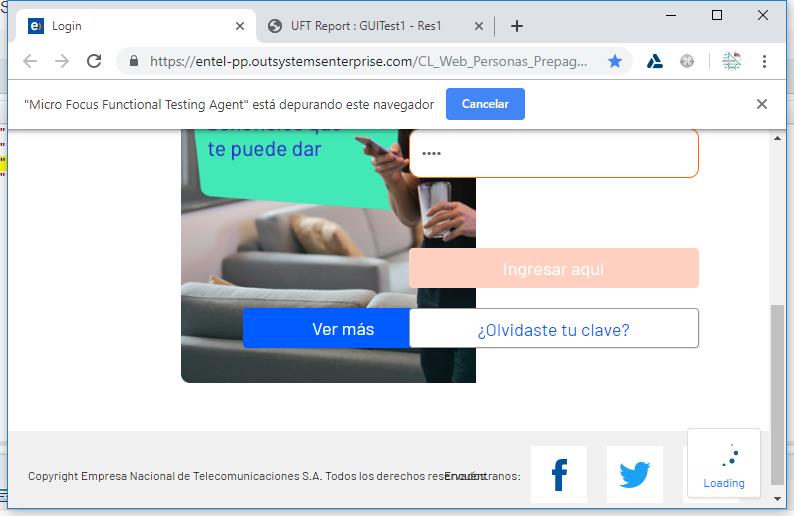 Login
UFT Report : GUITest1 - Res1
https://entel-pp.outsystemsenterprise.com/CL_Web_Personas_Prepag...
"Micro Focus Functional Testing Agent" está depurando este navegador
Cancelar
te puede dar
••••
Ingresar aquí
Ver más
¿Olvidaste tu clave?
Copyright Empresa Nacional de Telecomunicaciones S.A. Todos los derechos reservados.
Encuéntranos:
Loading